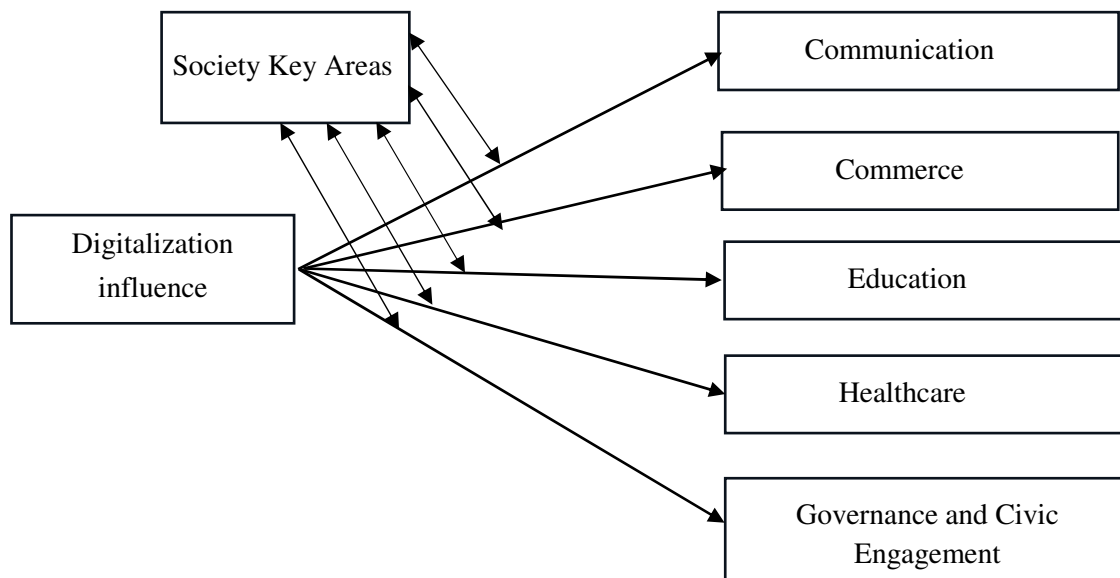 Society Key Areas
Digitalization
influence
Communication
Commerce
Education
Healthcare
Governance and Civic
Engagement